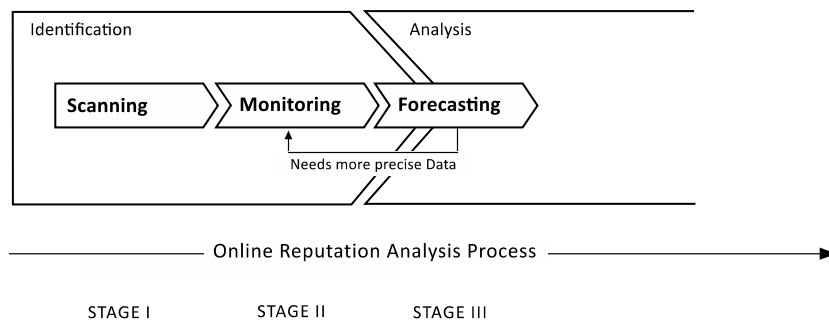 Identification
Analysis
Scanning
Monitoring
Forecasting
Needs more precise Data
Online Reputation Analysis Process
STAGE I
STAGE II
STAGE III